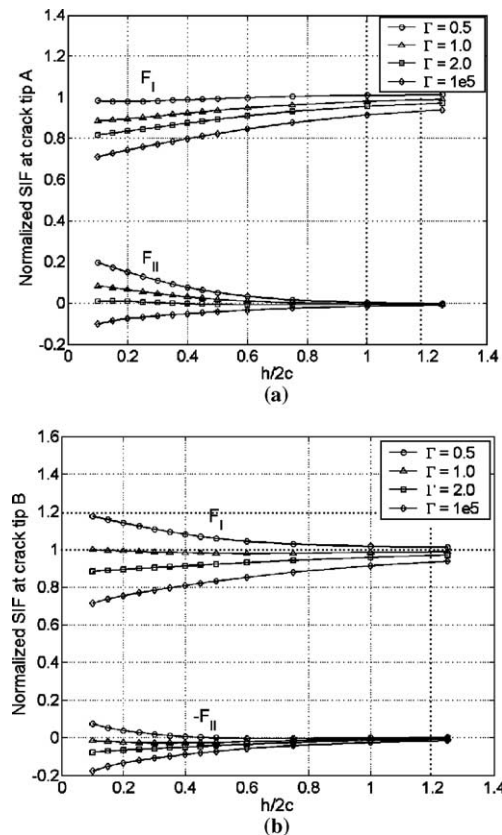 (a)
1.4
1.2
1
0.8
0.6
0.4
0.2
0
-0.2
Normalized SIF at crack tip A
F_I
F_II
Γ = 0.5
Γ = 1.0
Γ = 2.0
Γ = 1e5
0 0.2 0.4 0.6 0.8 1 1.2 1.4
h/2c
(a)
1.6
1.4
1.2
1
0.8
0.6
0.4
0.2
0
-0.2
Normalized SIF at crack tip B
F_I
-F_II
Γ = 0.5
Γ = 1.0
Γ = 2.0
Γ = 1e5
0 0.2 0.4 0.6 0.8 1.0 1.2 1.4
h/2c
(b)